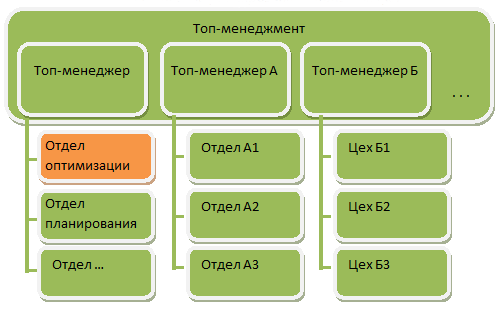 Топ-менеджмент
Топ-менеджер
Топ-менеджер А
Топ-менеджер Б
...
Отдел
оптимизации
Отдел А1
Цех Б1
Отдел
планирования
Отдел А2
Цех Б2
Отдел ...
Отдел А3
Цех Б3